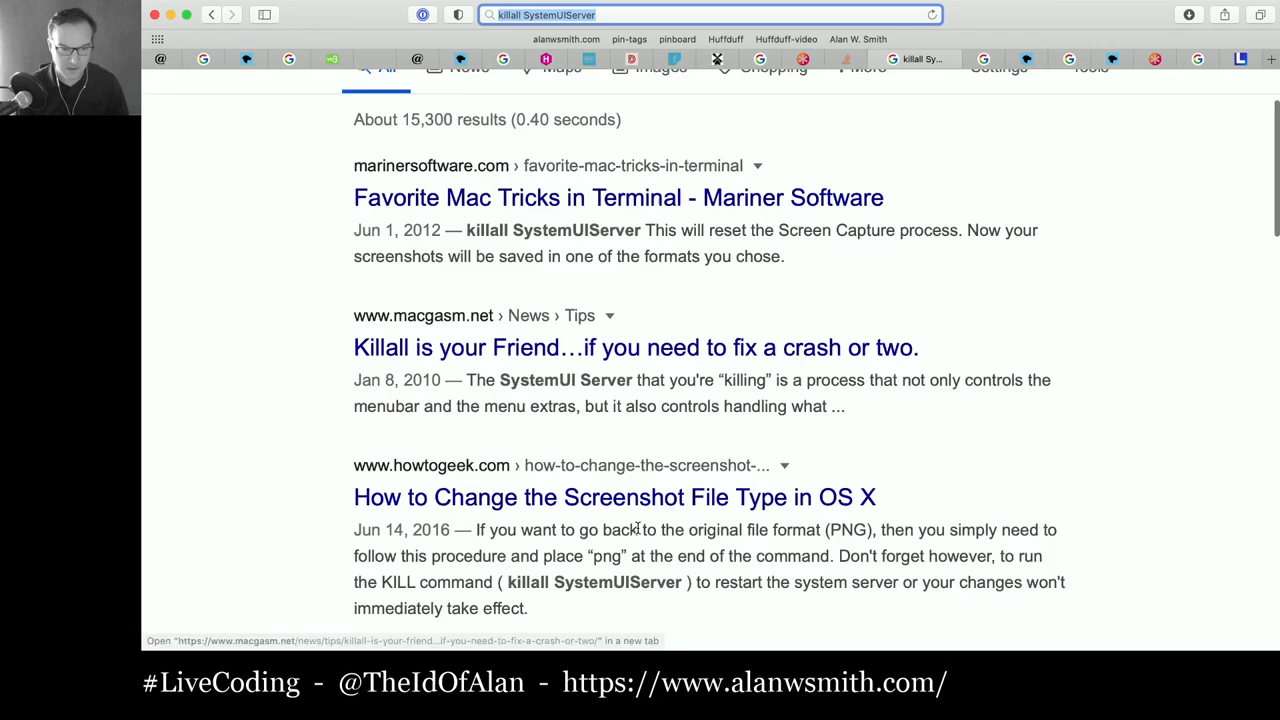 killall SystemUIServer
alanwsmith.com pin-tags pinboard Huffduff Huffduff-video Alan W. Smith
killall Sy...
All News Maps Images Shopping More Settings Tools
About 15,300 results (0.40 seconds)
marinersoftware.com › favorite-mac-tricks-in-terminal
Favorite Mac Tricks in Terminal - Mariner Software
Jun 1, 2012 — killall SystemUIServer This will reset the Screen Capture process. Now your
screenshots will be saved in one of the formats you chose.
www.macgasm.net › News › Tips
Killall is your Friend…if you need to fix a crash or two.
Jan 8, 2010 — The SystemUI Server that you're “killing” is a process that not only controls the
menubar and the menu extras, but it also controls handling what ...
www.howtogeek.com › how-to-change-the-screenshot-...
How to Change the Screenshot File Type in OS X
Jun 14, 2016 — If you want to go back to the original file format (PNG), then you simply need to
follow this procedure and place “png” at the end of the command. Don't forget however, to run
the KILL command ( killall SystemUIServer ) to restart the system server or your changes won't
immediately take effect.
Open "https://www.macgasm.net/news/tips/killall-is-your-friend...if-you-need-to-fix-a-crash-or-two/" in a new tab
#LiveCoding - @TheIdOfAlan - https://www.alanwsmith.com/